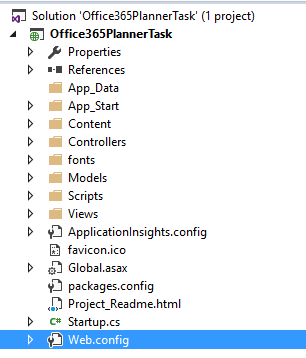 Solution 'Office365PlannerTask' (1 project)
Office365PlannerTask
Properties
References
App_Data
App_Start
Content
Controllers
fonts
Models
Scripts
Views
ApplicationInsights.config
favicon.ico
Global.asax
packages.config
Project_Readme.html
C# Startup.cs
Web.config